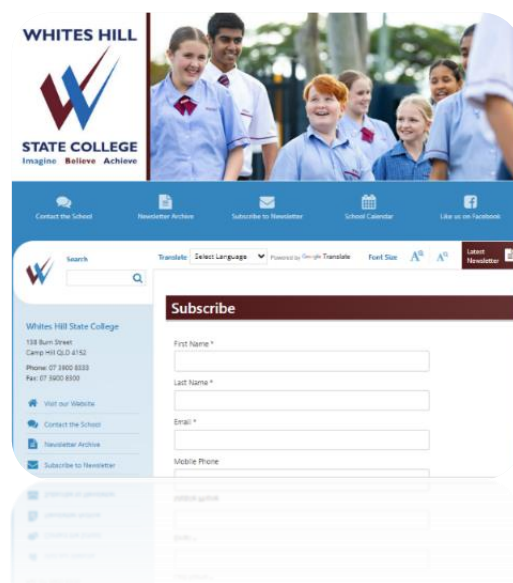 WHITES HILL
STATE COLLEGE
Imagine Believe Achieve
Contact the School
Newsletter Archive
Subscribe to Newsletter
School Calendar
Like us on Facebook
Search
Translate Select Language Powered by Google Translate Font Size A A Latest Newsletter
Subscribe
Whites Hill State College
138 Burn Street
Camp Hill QLD 4152
Phone: 07 3900 8333
Fax: 07 3900 8300
Visit our Website
Contact the School
Newsletter Archive
Subscribe to Newsletter
First Name *
Last Name *
Email *
Mobile Phone